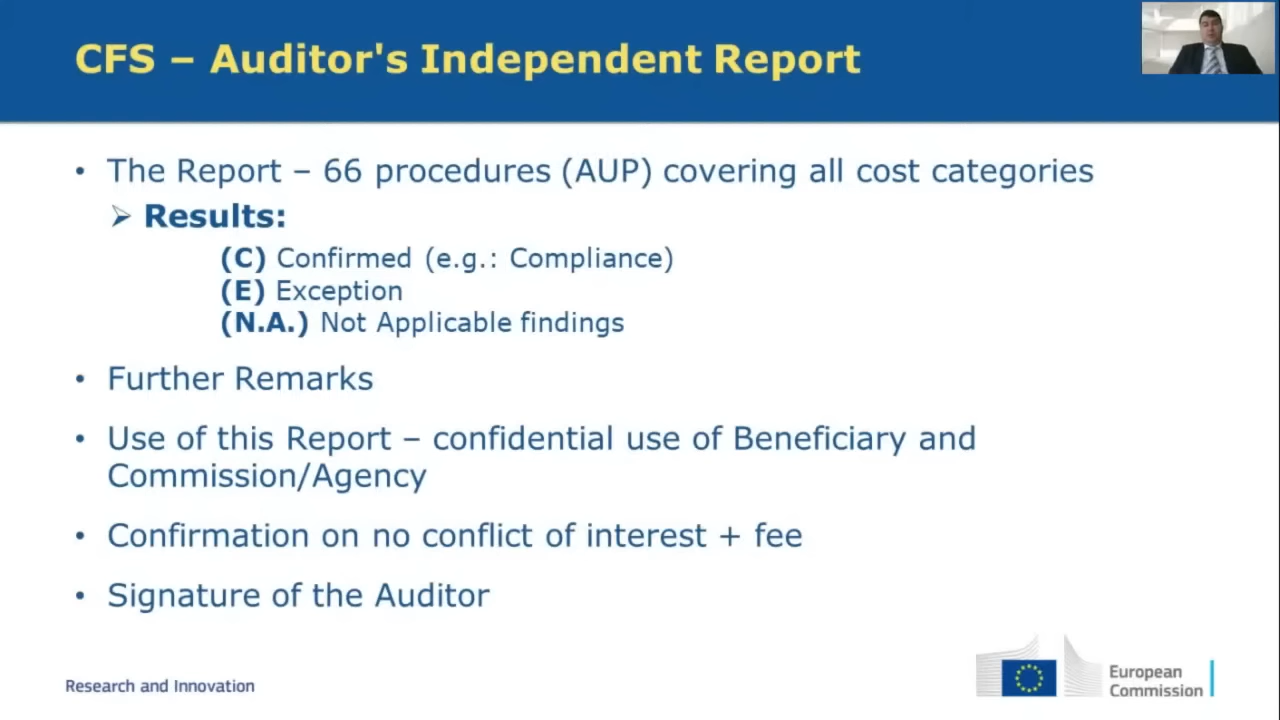 CFS – Auditor's Independent Report
• The Report – 66 procedures (AUP) covering all cost categories
➢ Results:
(C) Confirmed (e.g.: Compliance)
(E) Exception
(N.A.) Not Applicable findings
• Further Remarks
• Use of this Report – confidential use of Beneficiary and
Commission/Agency
• Confirmation on no conflict of interest + fee
• Signature of the Auditor
Research and Innovation
European
Commission